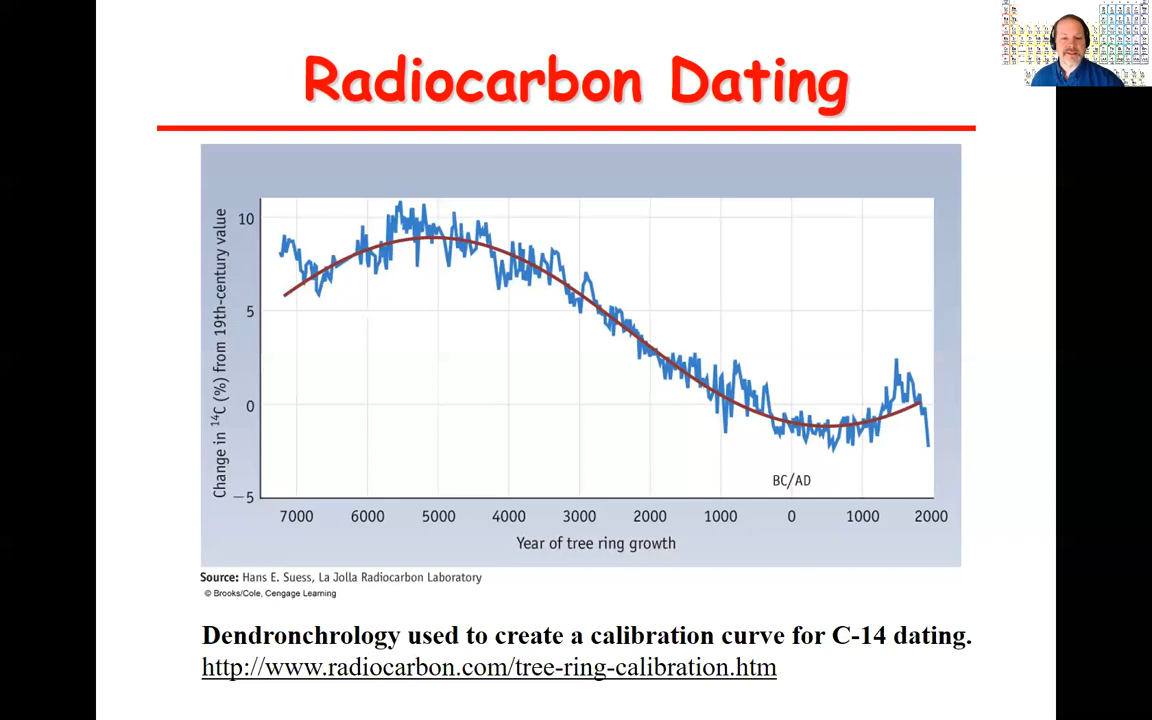 Radiocarbon Dating
Change in ¹⁴C (%) from 19th-century value
10
5
0
−5
BC/AD
7000 6000 5000 4000 3000 2000 1000 0 1000 2000
Year of tree ring growth
Source: Hans E. Suess, La Jolla Radiocarbon Laboratory
© Brooks/Cole, Cengage Learning
Dendronchrology used to create a calibration curve for C-14 dating.
http://www.radiocarbon.com/tree-ring-calibration.htm